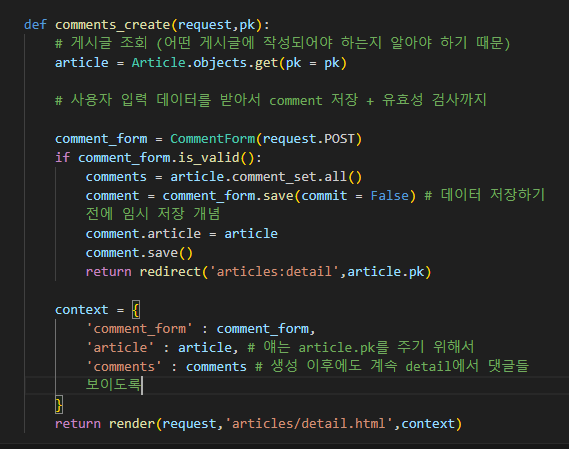 def comments_create(request,pk):
# 게시글 조회 (어떤 게시글에 작성되어야 하는지 알아야 하기 때문)
article = Article.objects.get(pk = pk)
# 사용자 입력 데이터를 받아서 comment 저장 + 유효성 검사까지
comment_form = CommentForm(request.POST)
if comment_form.is_valid():
comments = article.comment_set.all()
comment = comment_form.save(commit = False) # 데이터 저장하기
전에 임시 저장 개념
comment.article = article
comment.save()
return redirect('articles:detail',article.pk)
context = {
'comment_form' : comment_form,
'article' : article, # 얘는 article.pk를 주기 위해서
'comments' : comments # 생성 이후에도 계속 detail에서 댓글들
보이도록
}
return render(request,'articles/detail.html',context)